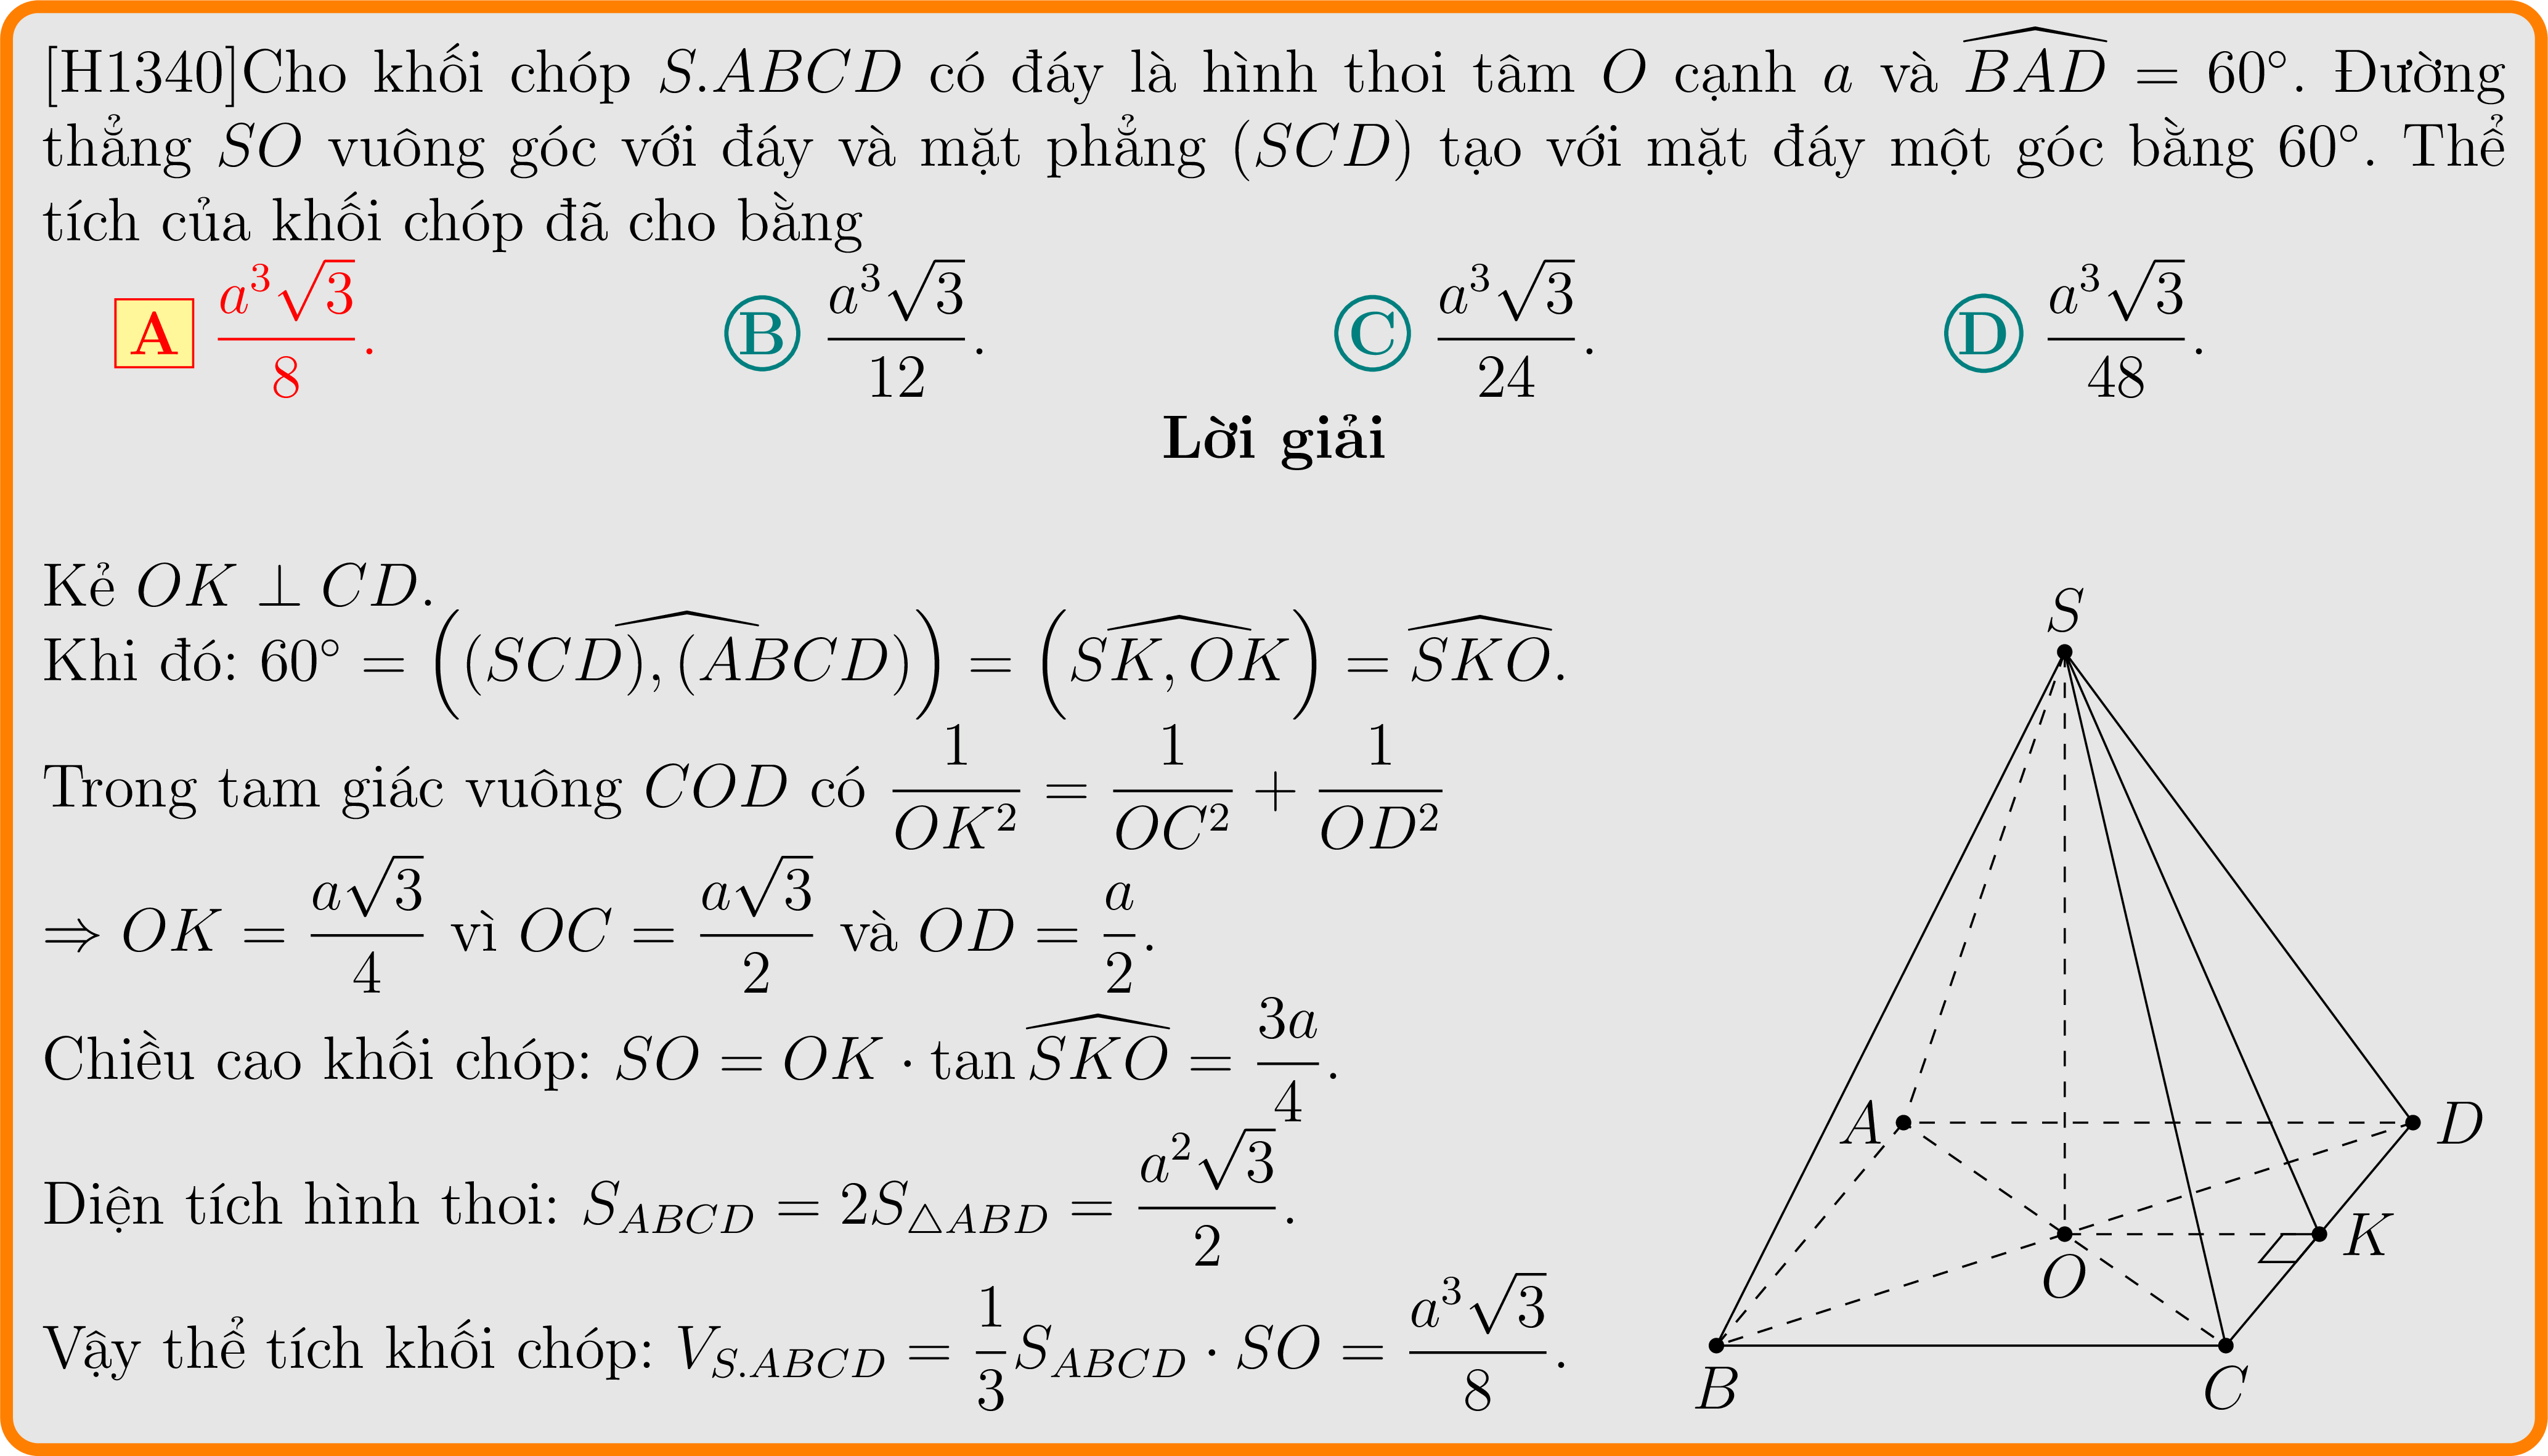 [H1340]Cho khối chóp S.ABCD có đáy là hình thoi tâm O cạnh a và $\widehat{BAD}$ = 60°. Đường
thẳng SO vuông góc với đáy và mặt phẳng (SCD) tạo với mặt đáy một góc bằng 60°. Thể
tích của khối chóp đã cho bằng
A $\frac{a^3\sqrt{3}}{8}$. B $\frac{a^3\sqrt{3}}{12}$. C $\frac{a^3\sqrt{3}}{24}$. D $\frac{a^3\sqrt{3}}{48}$.
Lời giải
Kẻ OK ⊥ CD.
Khi đó: 60° = $\left(\widehat{(SCD),(ABCD)}\right)$ = $\left(\widehat{SK,OK}\right)$ = $\widehat{SKO}$.
Trong tam giác vuông COD có $\frac{1}{OK^2} = \frac{1}{OC^2} + \frac{1}{OD^2}$
⇒ OK = $\frac{a\sqrt{3}}{4}$ vì OC = $\frac{a\sqrt{3}}{2}$ và OD = $\frac{a}{2}$.
Chiều cao khối chóp: SO = OK · tan $\widehat{SKO}$ = $\frac{3a}{4}$.
Diện tích hình thoi: $S_{ABCD} = 2S_{\triangle ABD} = \frac{a^2\sqrt{3}}{2}$.
Vậy thể tích khối chóp: $V_{S.ABCD} = \frac{1}{3}S_{ABCD} \cdot SO = \frac{a^3\sqrt{3}}{8}$.
S
A
D
K
O
B
C